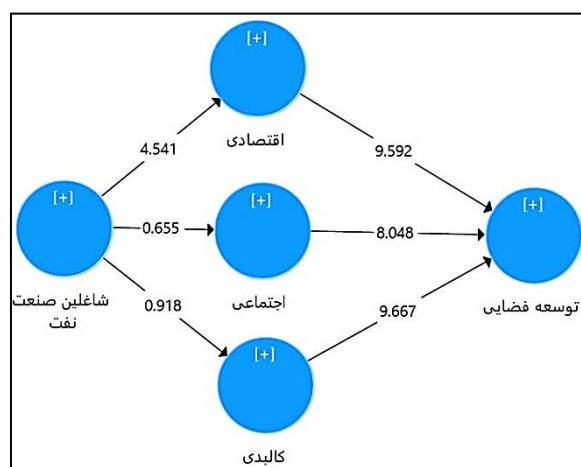 [+]
اقتصادی
4.541
9.592
[+]
شاغلین صنعت
نفت
0.655
[+]
اجتماعی
8.048
[+]
توسعه فضایی
0.918
9.667
[+]
کالبدی